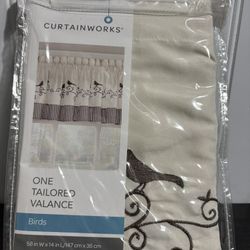 CURTAINWORKS®
ONE
TAILORED
VALANCE
Birds
58 in W x 14 in L/147 cm x 35 cm